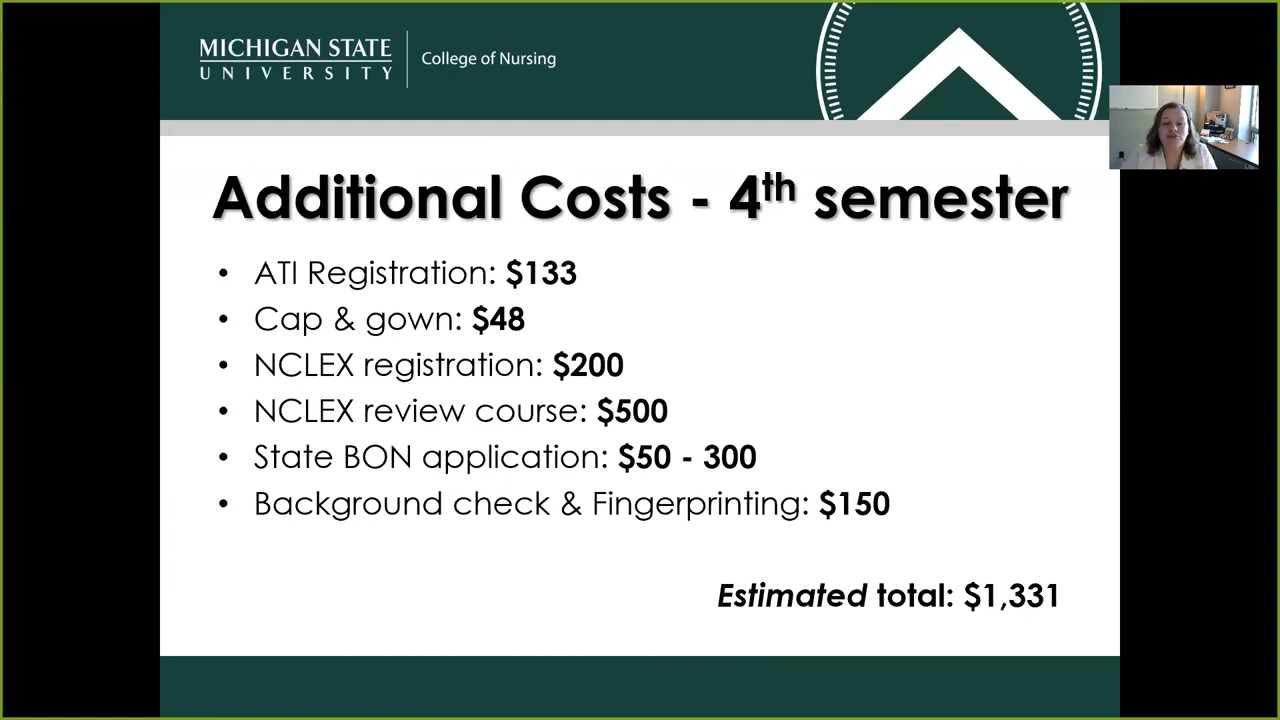 MICHIGAN STATE
UNIVERSITY
College of Nursing
Additional Costs - 4th semester
• ATI Registration: $133
• Cap & gown: $48
• NCLEX registration: $200
• NCLEX review course: $500
• State BON application: $50 - 300
• Background check & Fingerprinting: $150
Estimated total: $1,331